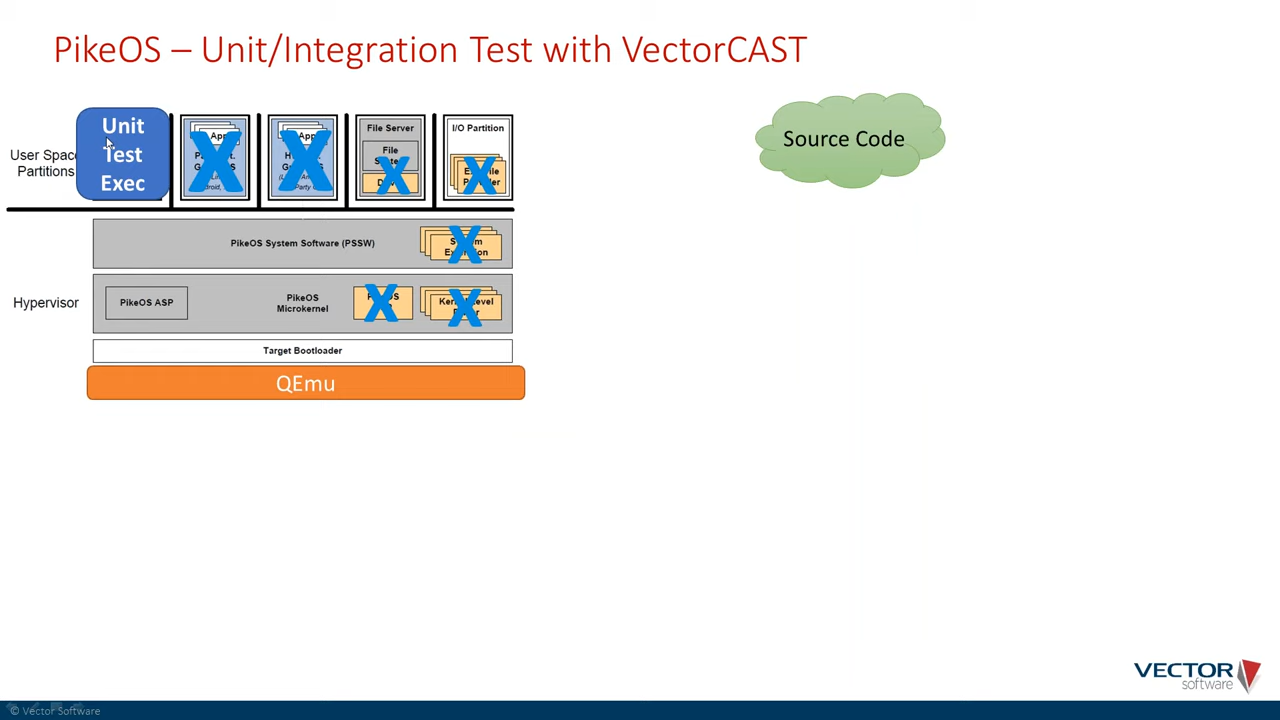 PikeOS – Unit/Integration Test with VectorCAST
Unit
Test
Exec
User Space
Partitions
File Server
File
I/O Partition
Source Code
PikeOS System Software (PSSW)
Hypervisor
PikeOS ASP
PikeOS
Microkernel
Target Bootloader
QEmu
VECTOR
software
© Vector Software